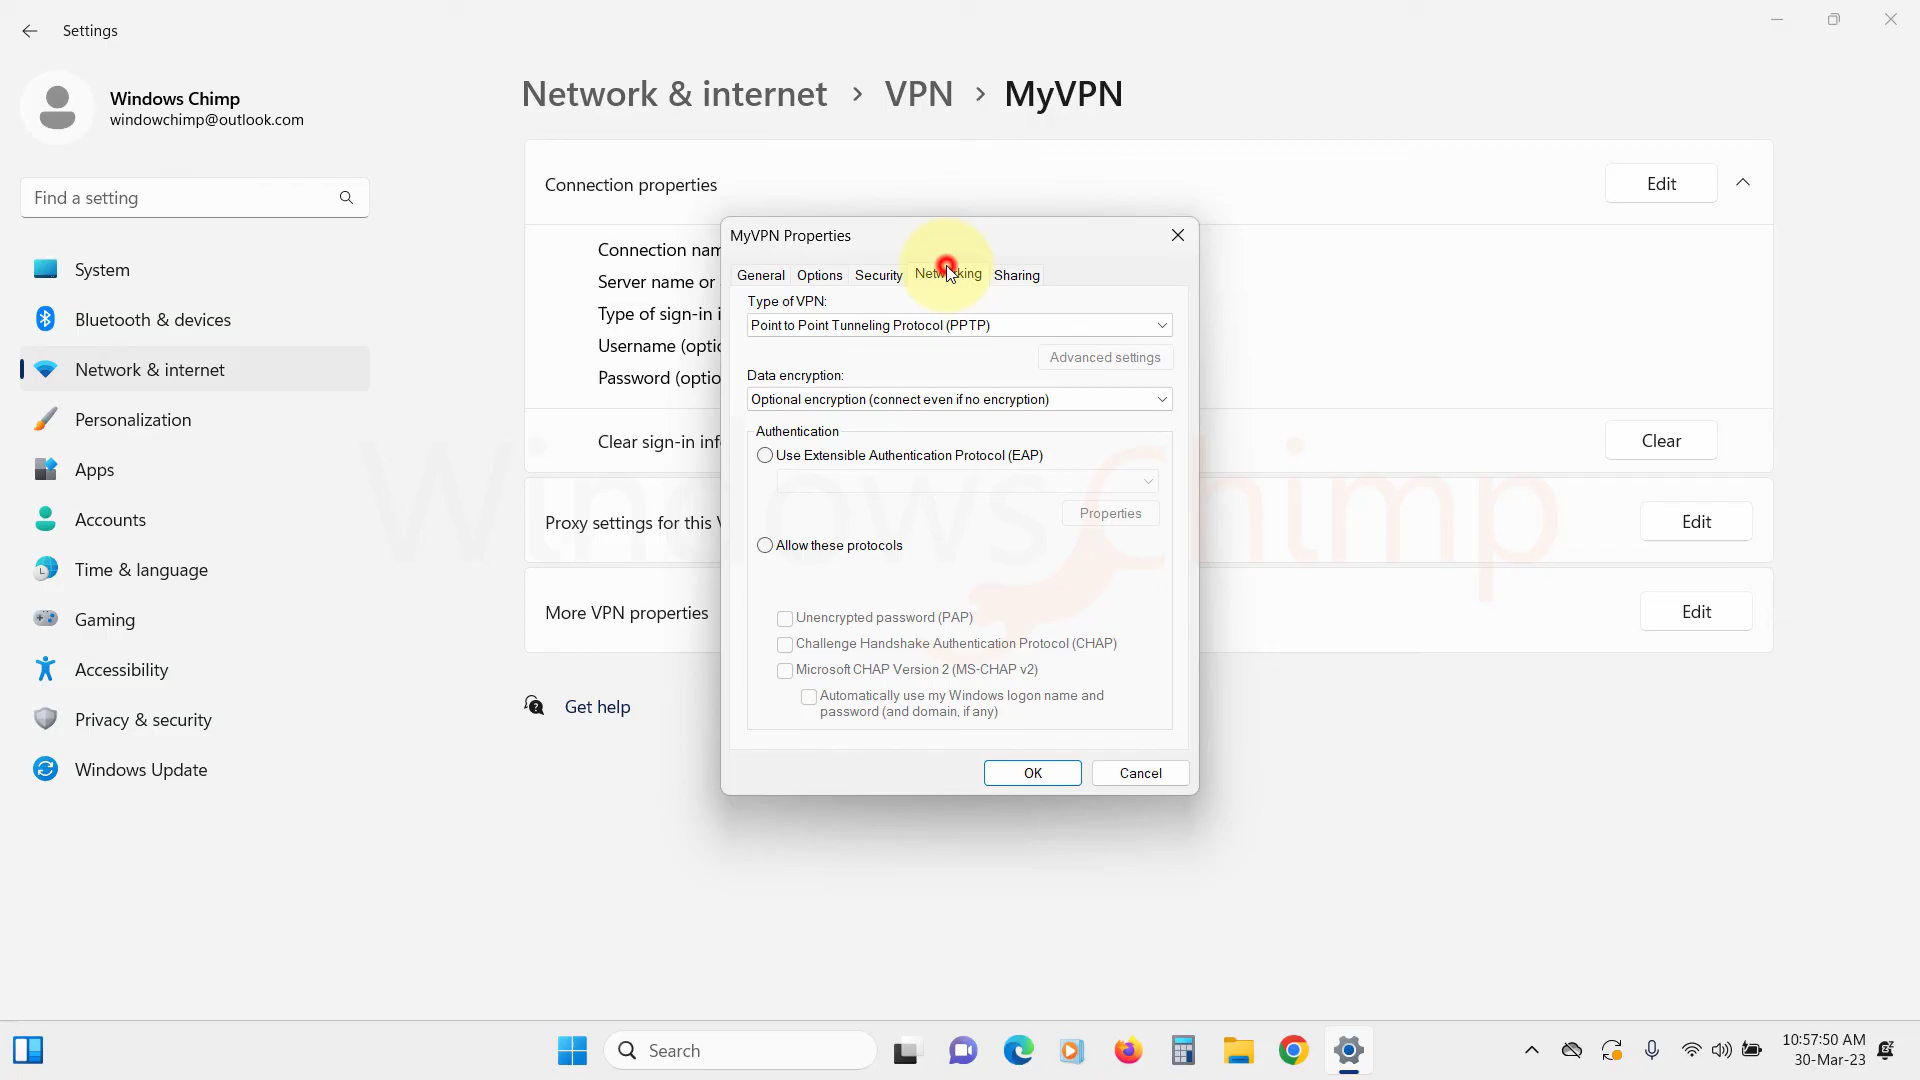 Settings
Windows Chimp
windowchimp@outlook.com
Find a setting
System
Bluetooth & devices
Network & internet
Personalization
Apps
Accounts
Time & language
Gaming
Accessibility
Privacy & security
Windows Update
Network & internet > VPN > MyVPN
Connection properties
Edit
Connection nam
Server name or
Type of sign-in i
Username (optic
Password (optio
Clear sign-in inf
Clear
Proxy settings for this V
Edit
More VPN properties
Edit
Get help
MyVPN Properties
General Options Security Networking Sharing
Type of VPN:
Point to Point Tunneling Protocol (PPTP)
Advanced settings
Data encryption:
Optional encryption (connect even if no encryption)
Authentication
Use Extensible Authentication Protocol (EAP)
Properties
Allow these protocols
Unencrypted password (PAP)
Challenge Handshake Authentication Protocol (CHAP)
Microsoft CHAP Version 2 (MS-CHAP v2)
Automatically use my Windows logon name and
password (and domain, if any)
OK Cancel
Windows Chimp
Search
10:57:50 AM
30-Mar-23